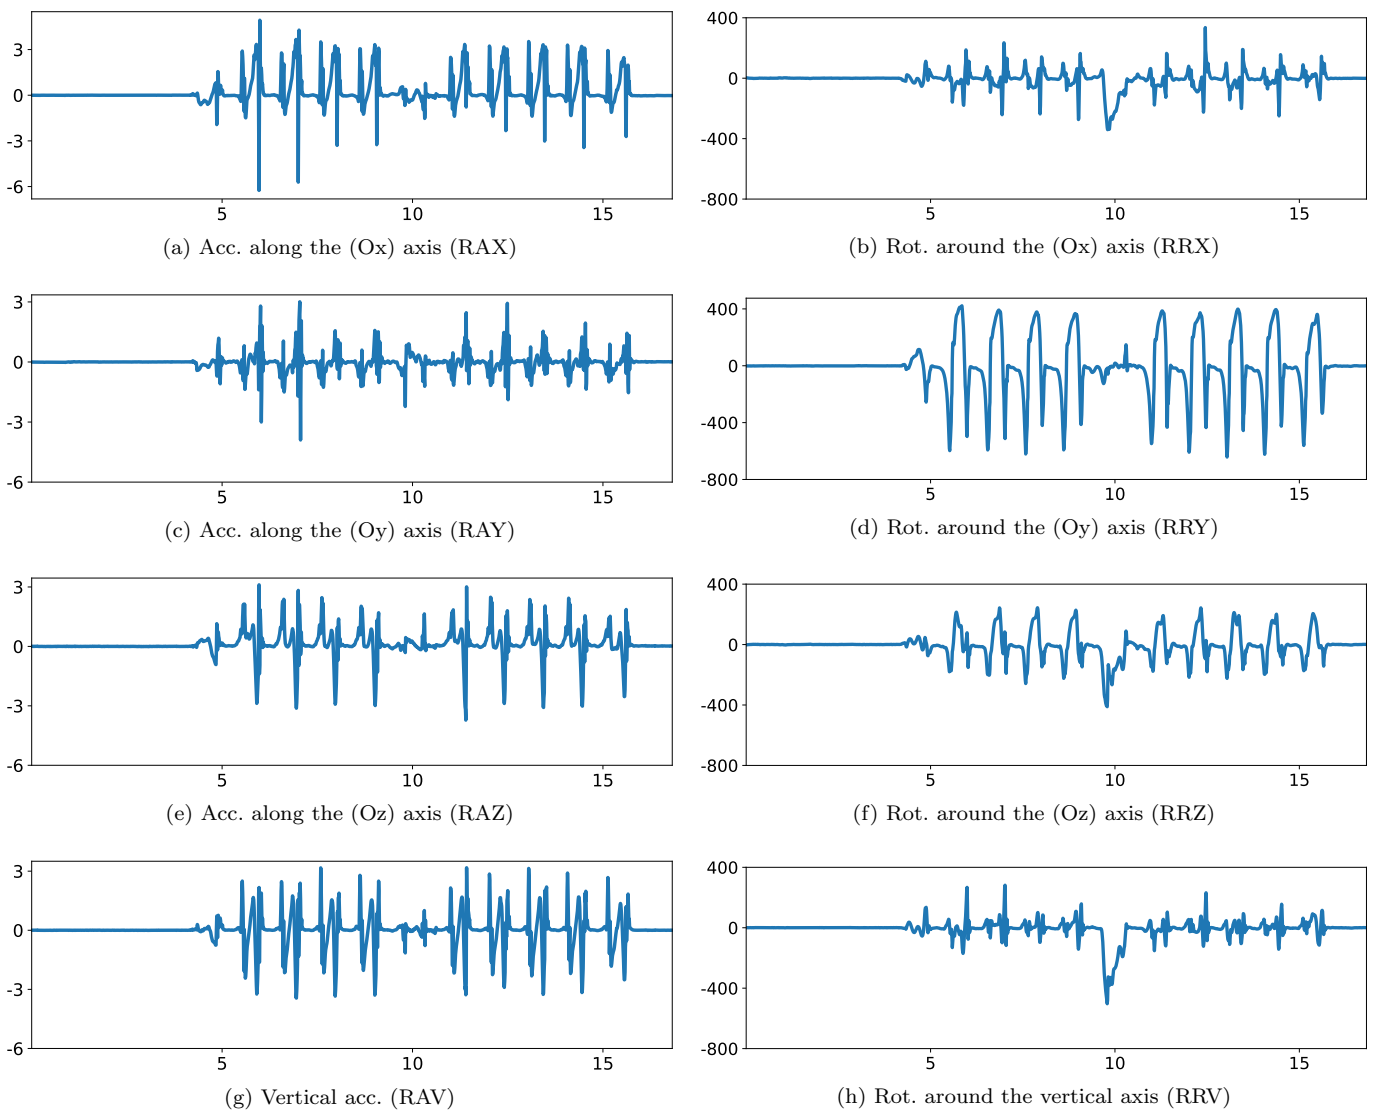 3
0
-3
-6
5 10 15
(a) Acc. along the (Ox) axis (RAX)
400
0
-400
-800
5 10 15
(b) Rot. around the (Ox) axis (RRX)
3
0
-3
-6
5 10 15
(c) Acc. along the (Oy) axis (RAY)
400
0
-400
-800
5 10 15
(d) Rot. around the (Oy) axis (RRY)
3
0
-3
-6
5 10 15
(e) Acc. along the (Oz) axis (RAZ)
400
0
-400
-800
5 10 15
(f) Rot. around the (Oz) axis (RRZ)
3
0
-3
-6
5 10 15
(g) Vertical acc. (RAV)
400
0
-400
-800
5 10 15
(h) Rot. around the vertical axis (RRV)